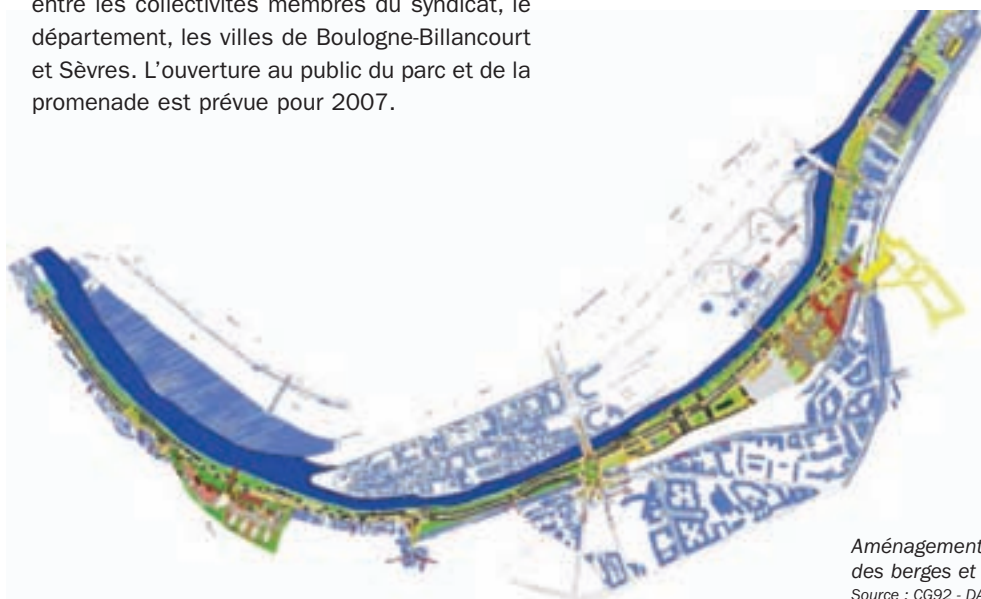 entre les collectivités membres du syndicat, le
département, les villes de Boulogne-Billancourt
et Sèvres. L’ouverture au public du parc et de la
promenade est prévue pour 2007.
Aménagement
des berges et
Source : CG92 - DA